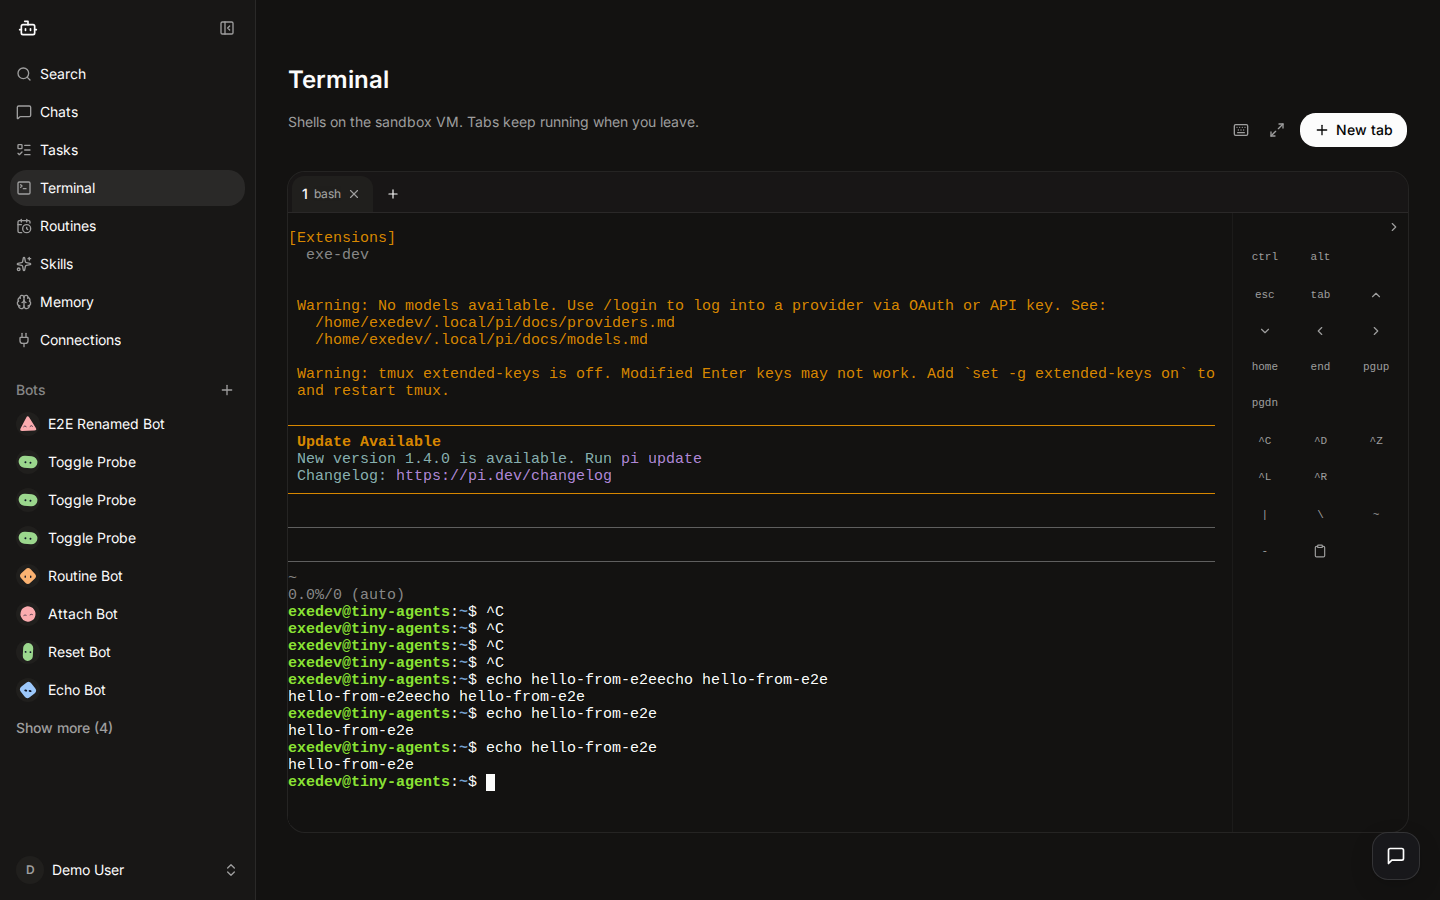 Search
Chats
Tasks
Terminal
Routines
Skills
Memory
Connections
Bots
E2E Renamed Bot
Toggle Probe
Toggle Probe
Toggle Probe
Routine Bot
Attach Bot
Reset Bot
Echo Bot
Show more (4)
D Demo User
Terminal
Shells on the sandbox VM. Tabs keep running when you leave.
New tab
1 bash
[Extensions]
exe-dev
Warning: No models available. Use /login to log into a provider via OAuth or API key. See:
/home/exedev/.local/pi/docs/providers.md
/home/exedev/.local/pi/docs/models.md
Warning: tmux extended-keys is off. Modified Enter keys may not work. Add `set -g extended-keys on` to
and restart tmux.
Update Available
New version 1.4.0 is available. Run pi update
Changelog: https://pi.dev/changelog
~
0.0%/0 (auto)
exedev@tiny-agents:~$ ^C
exedev@tiny-agents:~$ ^C
exedev@tiny-agents:~$ ^C
exedev@tiny-agents:~$ ^C
exedev@tiny-agents:~$ echo hello-from-e2eecho hello-from-e2e
hello-from-e2eecho hello-from-e2e
exedev@tiny-agents:~$ echo hello-from-e2e
hello-from-e2e
exedev@tiny-agents:~$ echo hello-from-e2e
hello-from-e2e
exedev@tiny-agents:~$
ctrl alt
esc tab
home end pgup
pgdn
^C ^D ^Z
^L ^R
| \ ~
-